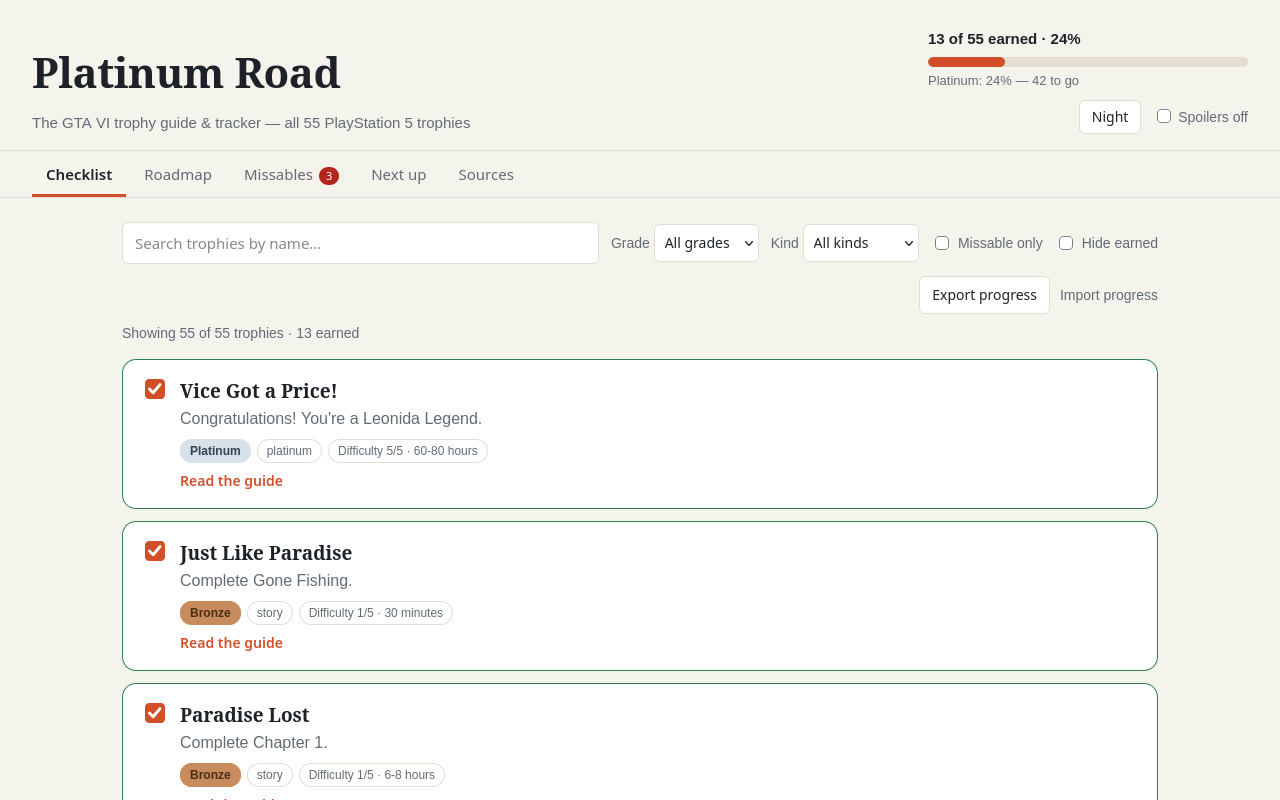 Platinum Road
The GTA VI trophy guide & tracker — all 55 PlayStation 5 trophies
13 of 55 earned · 24%
Platinum: 24% — 42 to go
Night
Spoilers off
Checklist Roadmap Missables 3 Next up Sources
Search trophies by name... Grade All grades Kind All kinds Missable only Hide earned
Export progress Import progress
Showing 55 of 55 trophies · 13 earned
Vice Got a Price!
Congratulations! You're a Leonida Legend.
Platinum platinum Difficulty 5/5 · 60-80 hours
Read the guide
Just Like Paradise
Complete Gone Fishing.
Bronze story Difficulty 1/5 · 30 minutes
Read the guide
Paradise Lost
Complete Chapter 1.
Bronze story Difficulty 1/5 · 6-8 hours